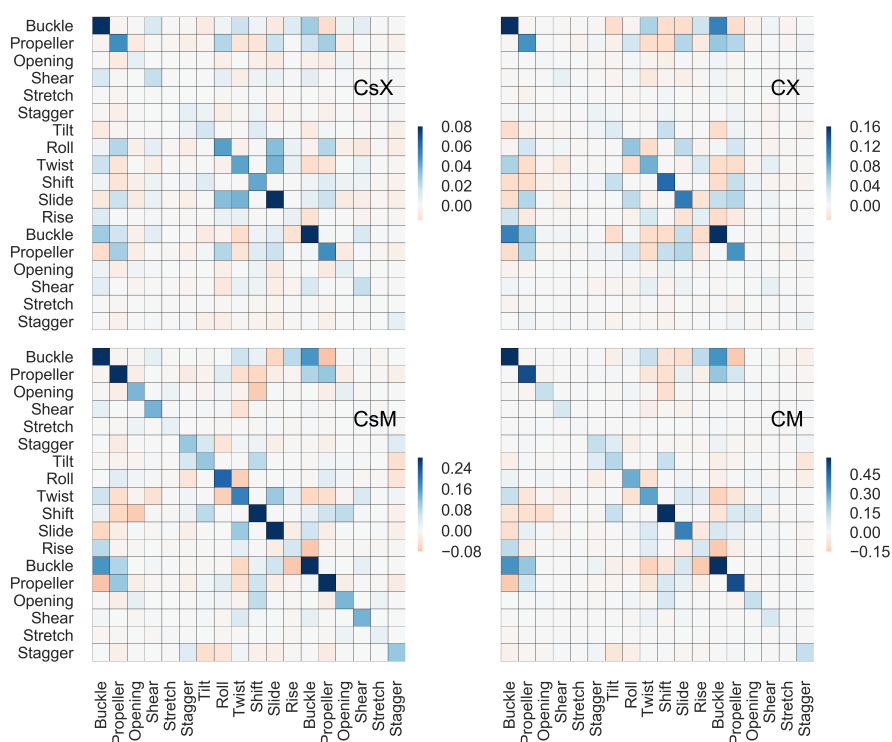 Buckle
Propeller
Opening
Shear
Stretch
Stagger
Tilt
Roll
Twist
Shift
Slide
Rise
Buckle
Propeller
Opening
Shear
Stretch
Stagger
CsX
0.08
0.06
0.04
0.02
0.00
CX
0.16
0.12
0.08
0.04
0.00
Buckle
Propeller
Opening
Shear
Stretch
Stagger
Tilt
Roll
Twist
Shift
Slide
Rise
Buckle
Propeller
Opening
Shear
Stretch
Stagger
CsM
0.24
0.16
0.08
0.00
−0.08
CM
0.45
0.30
0.15
0.00
−0.15
Buckle
Propeller
Opening
Shear
Stretch
Stagger
Tilt
Roll
Twist
Shift
Slide
Rise
Buckle
Propeller
Opening
Shear
Stretch
Stagger
Buckle
Propeller
Opening
Shear
Stretch
Stagger
Tilt
Roll
Twist
Shift
Slide
Rise
Buckle
Propeller
Opening
Shear
Stretch
Stagger